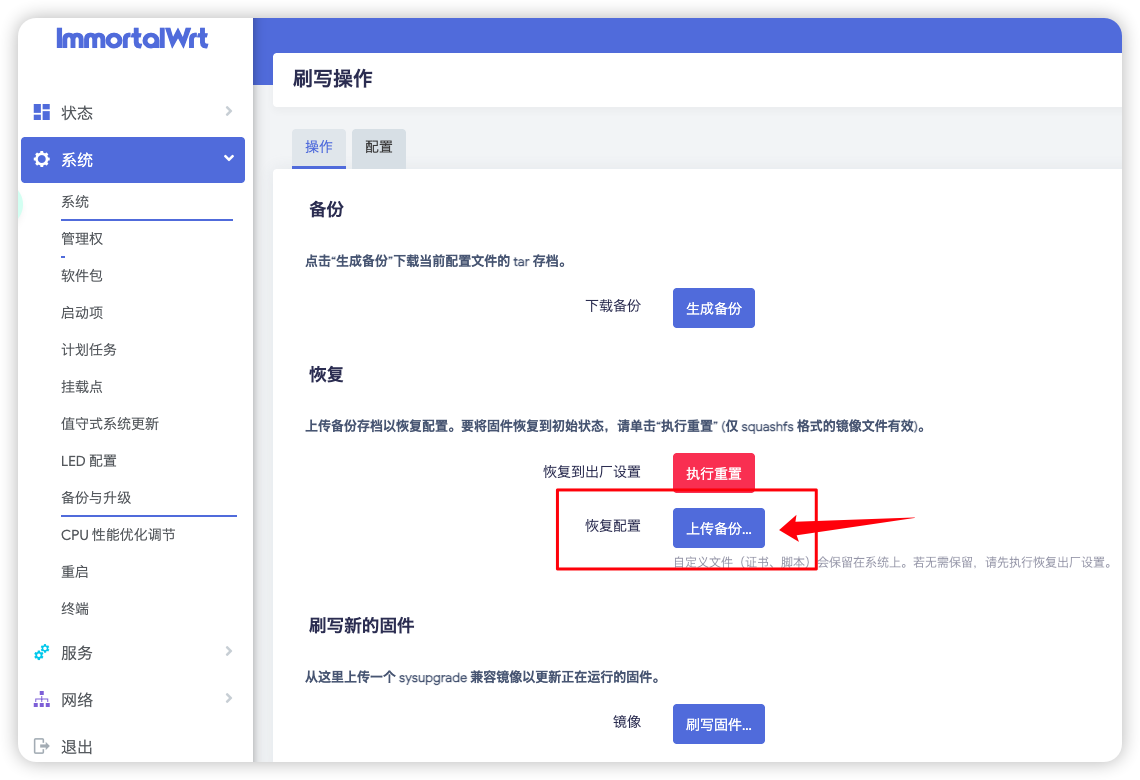 ImmortalWrt
状态
系统
系统
管理权
软件包
启动项
计划任务
挂载点
值守式系统更新
LED 配置
备份与升级
CPU 性能优化调节
重启
终端
服务
网络
退出
刷写操作
操作 配置
备份
点击“生成备份”下载当前配置文件的 tar 存档。
下载备份 生成备份
恢复
上传备份存档以恢复配置。要将固件恢复到初始状态，请单击“执行重置” (仅 squashfs 格式的镜像文件有效)。
恢复到出厂设置 执行重置
恢复配置 上传备份...
自定义文件（证书、脚本）会保留在系统上。若无需保留，请先执行恢复出厂设置。
刷写新的固件
从这里上传一个 sysupgrade 兼容镜像以更新正在运行的固件。
镜像 刷写固件...